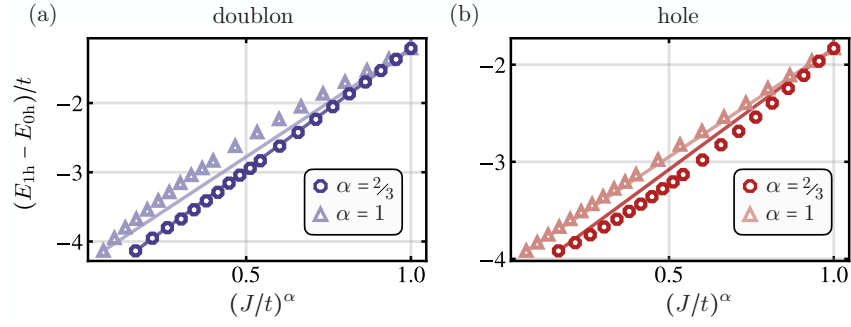 (a) doublon
(E₁ₕ − E₀ₕ)/t
−2
−3
−4
0.5 1.0
(J/t)^α
α = 2/3
α = 1
(b) hole
−2
−3
−4
0.5 1.0
(J/t)^α
α = 2/3
α = 1